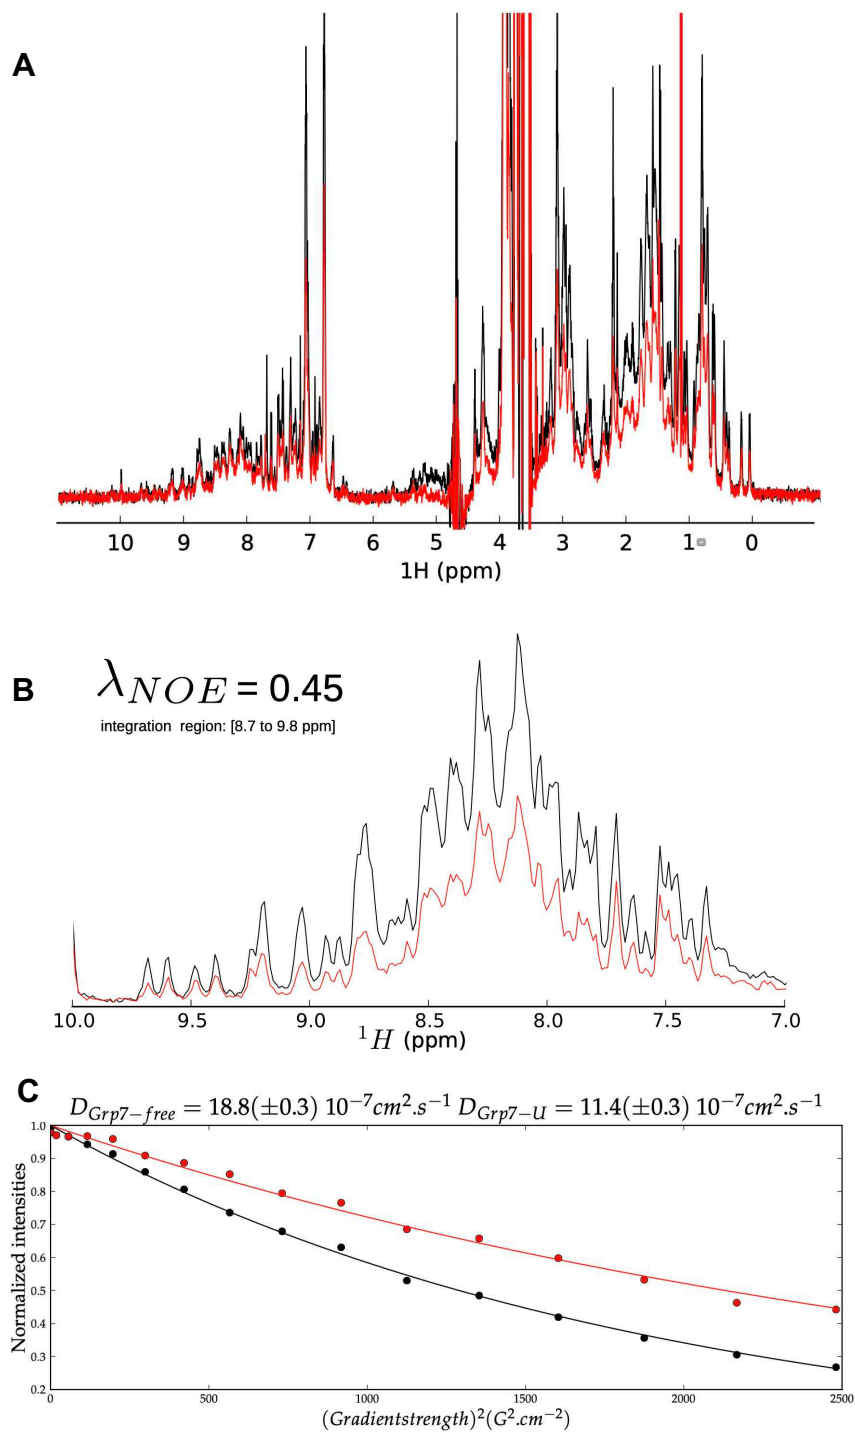 A
10 9 8 7 6 5 4 3 2 1 0
1H (ppm)
B
λNOE = 0.45
integration region: [8.7 to 9.8 ppm]
10.0 9.5 9.0 8.5 8.0 7.5 7.0
¹H (ppm)
C
D_{Grp7−free} = 18.8(±0.3) 10⁻⁷cm².s⁻¹ D_{Grp7−U} = 11.4(±0.3) 10⁻⁷cm².s⁻¹
1.0
0.9
0.8
0.7
0.6
0.5
0.4
0.3
0.2
Normalized intensities
0 500 1000 1500 2000 2500
(Gradientstrength)²(G².cm⁻²)